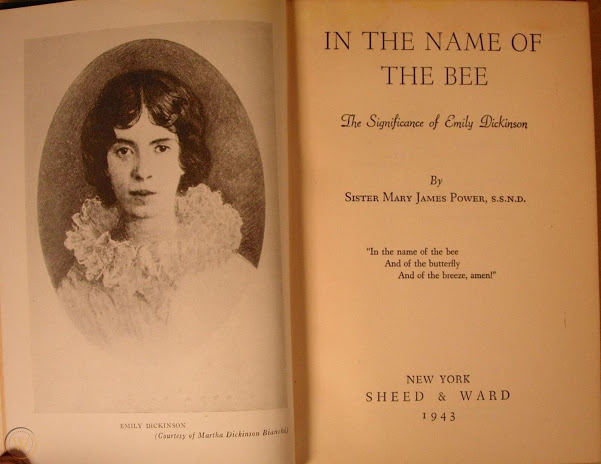 EMILY DICKINSON
(Courtesy of Martha Dickinson Bianchi)
IN THE NAME OF
THE BEE
The Significance of Emily Dickinson
By
SISTER MARY JAMES POWER, S.S.N.D.
"In the name of the bee
And of the butterfly
And of the breeze, amen!"
NEW YORK
SHEED & WARD
1943